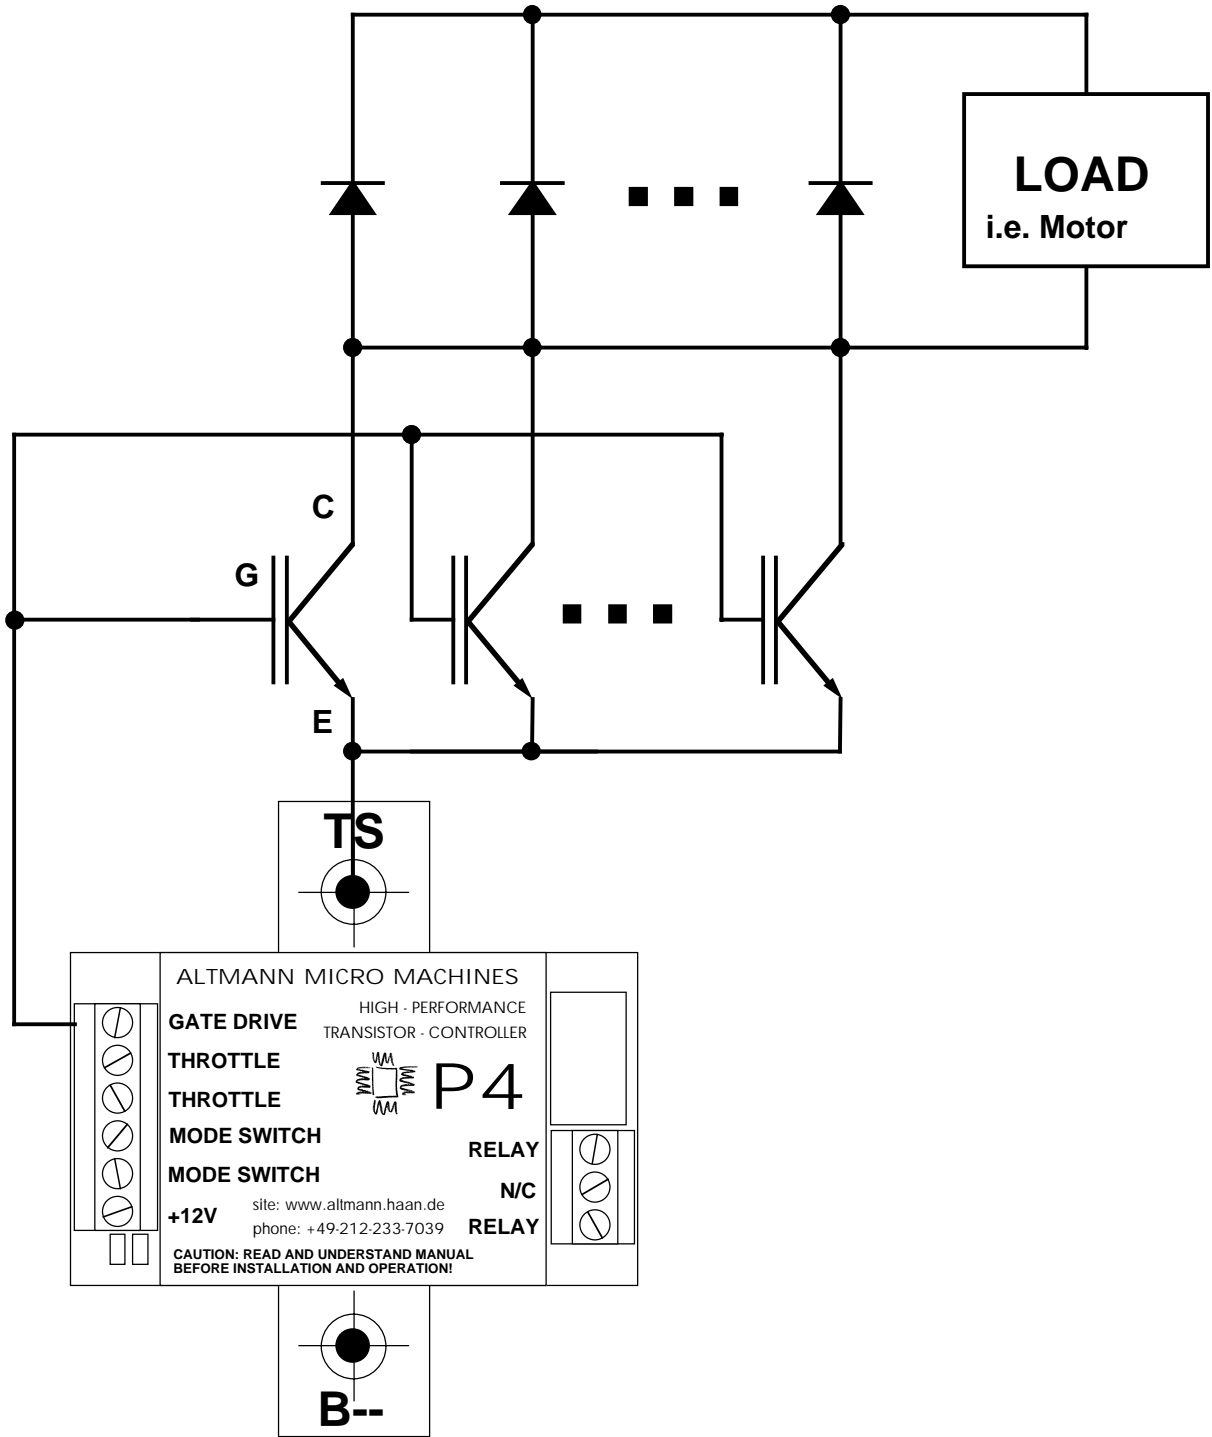 LOAD
i.e. Motor
C
G
E
TS
ALTMANN MICRO MACHINES
HIGH - PERFORMANCE
TRANSISTOR - CONTROLLER
P4
GATE DRIVE
THROTTLE
THROTTLE
MODE SWITCH
MODE SWITCH
+12V
RELAY
N/C
RELAY
site: www.altmann.haan.de
phone: +49-212-233-7039
CAUTION: READ AND UNDERSTAND MANUAL
BEFORE INSTALLATION AND OPERATION!
B--